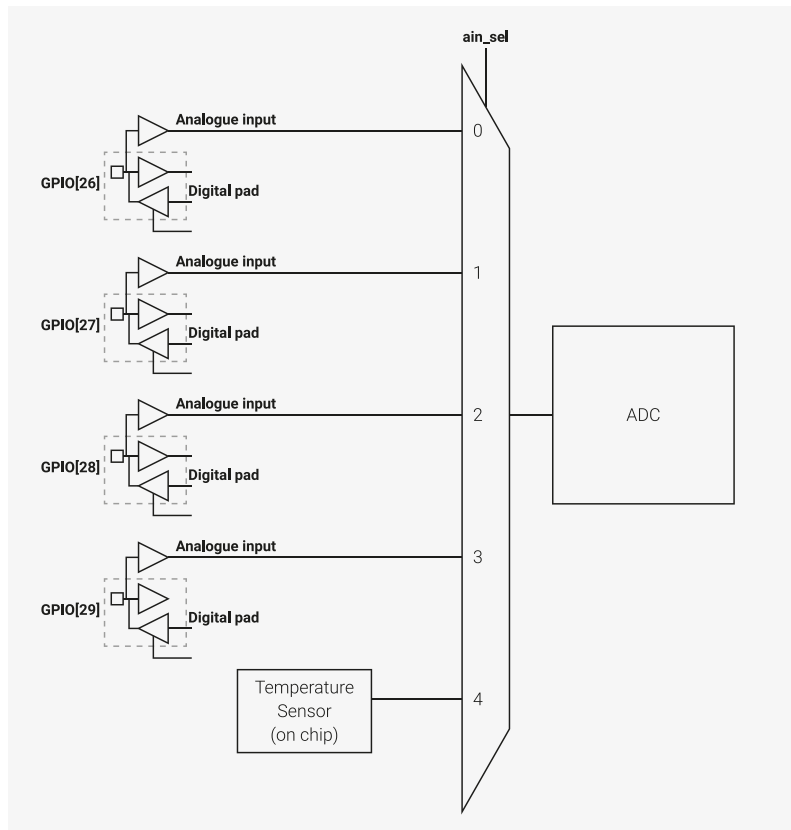 ain_sel
Analogue input
0
GPIO[26]
Digital pad
Analogue input
1
GPIO[27]
Digital pad
Analogue input
2
ADC
GPIO[28]
Digital pad
Analogue input
3
GPIO[29]
Digital pad
Temperature
Sensor
(on chip)
4